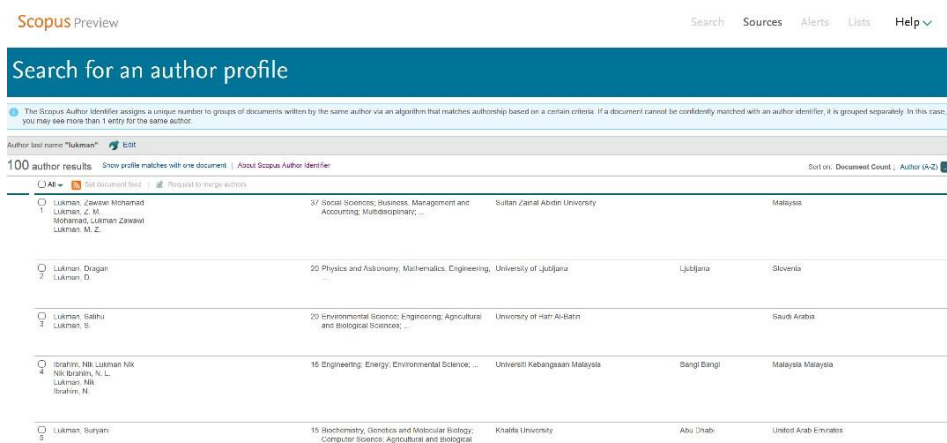 Scopus Preview
Search Sources Alerts Lists Help
Search for an author profile
The Scopus Author Identifier assigns a unique number to groups of documents written by the same author via an algorithm that matches authorship based on a certain criteria. If a document cannot be confidently matched with an author identifier, it is grouped separately. In this case,
you may see more than 1 entry for the same author.
Author last name "lukman" Edit
100 author results Show profile matches with one document | About Scopus Author Identifier Sort on: Document Count Author (A-Z)
All Set document feed | Request to merge authors
1 Lukman, Zawawi Mohamad 37 Social Sciences; Business, Management and Sultan Zainal Abidin University Malaysia
Lukman, Z. M. Accounting; Multidisciplinary; ...
Mohamad, Lukman Zawawi
Lukman, M. Z.
2 Lukman, Dragan 20 Physics and Astronomy, Mathematics, Engineering, University of Ljubljana Ljubljana Slovenia
Lukman, D. ...
3 Lukman, Salihu 20 Environmental Science; Engineering; Agricultural University of Hafr Al-Batin Saudi Arabia
Lukman, S. and Biological Sciences; ...
4 Ibrahim, Nik Lukman Nik 16 Engineering; Energy; Environmental Science; ... Universiti Kebangsaan Malaysia Bangi Bangi Malaysia Malaysia
Nik Ibrahim, N. L.
Lukman, Nik
Ibrahim, N.
5 Lukman, Suryani 15 Biochemistry, Genetics and Molecular Biology; Khalifa University Abu Dhabi United Arab Emirates
Computer Science; Agricultural and Biological